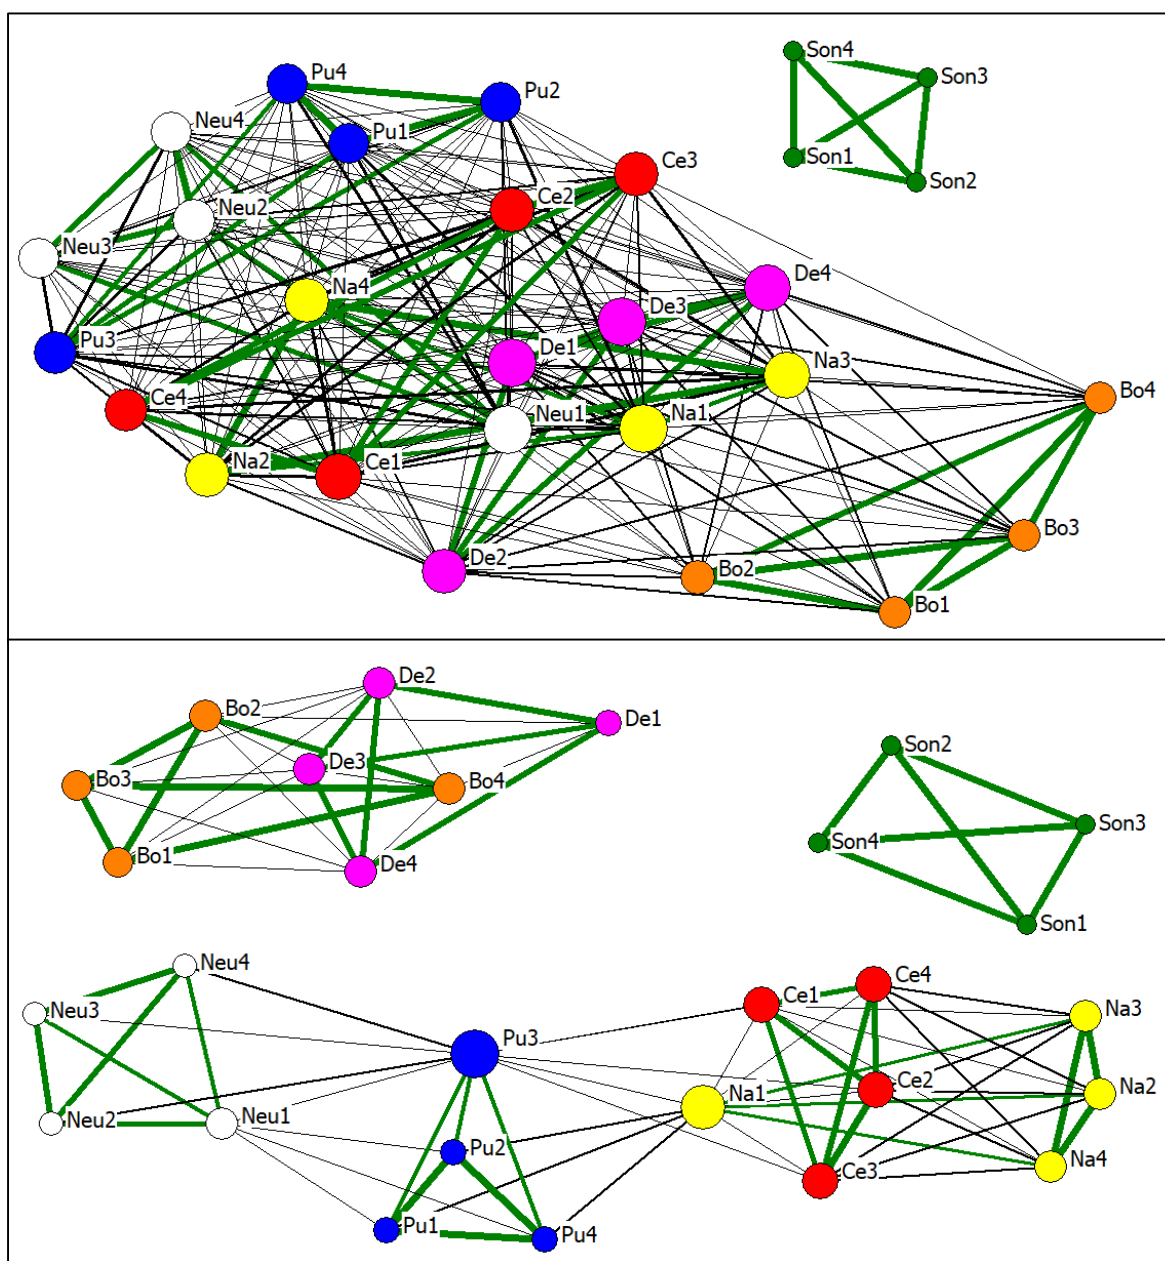 Son4
Pu4
Son3
Pu2
Neu4
Pu1
Son1
Ce3
Son2
Ce2
Neu2
Neu3
De4
Na4
De3
Pu3
De1
Na3
Ce4
Bo4
Neu1
Na1
Na2
Ce1
Bo3
De2
Bo2
Bo1
De2
Bo2
De1
Son2
De3
Bo3
Bo4
Son3
Son4
Bo1
De4
Son1
Neu4
Ce4
Ce1
Neu3
Na3
Pu3
Ce2
Na2
Na1
Neu2
Neu1
Pu2
Na4
Ce3
Pu1
Pu4